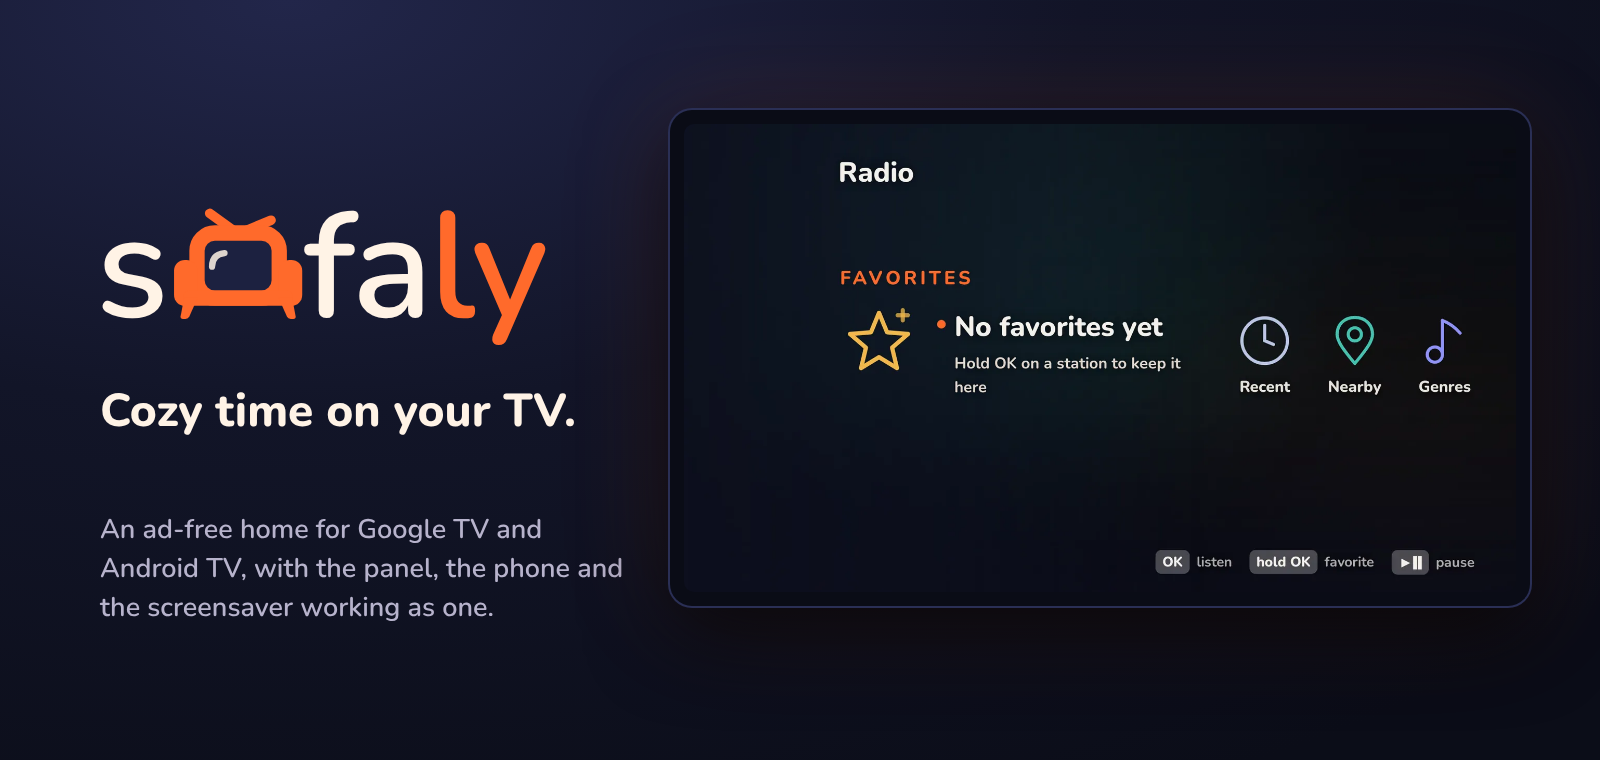 sofaly
Cozy time on your TV.
An ad-free home for Google TV and
Android TV, with the panel, the phone and
the screensaver working as one.
Radio
FAVORITES
No favorites yet
Hold OK on a station to keep it
here
Recent Nearby Genres
OK listen hold OK favorite pause